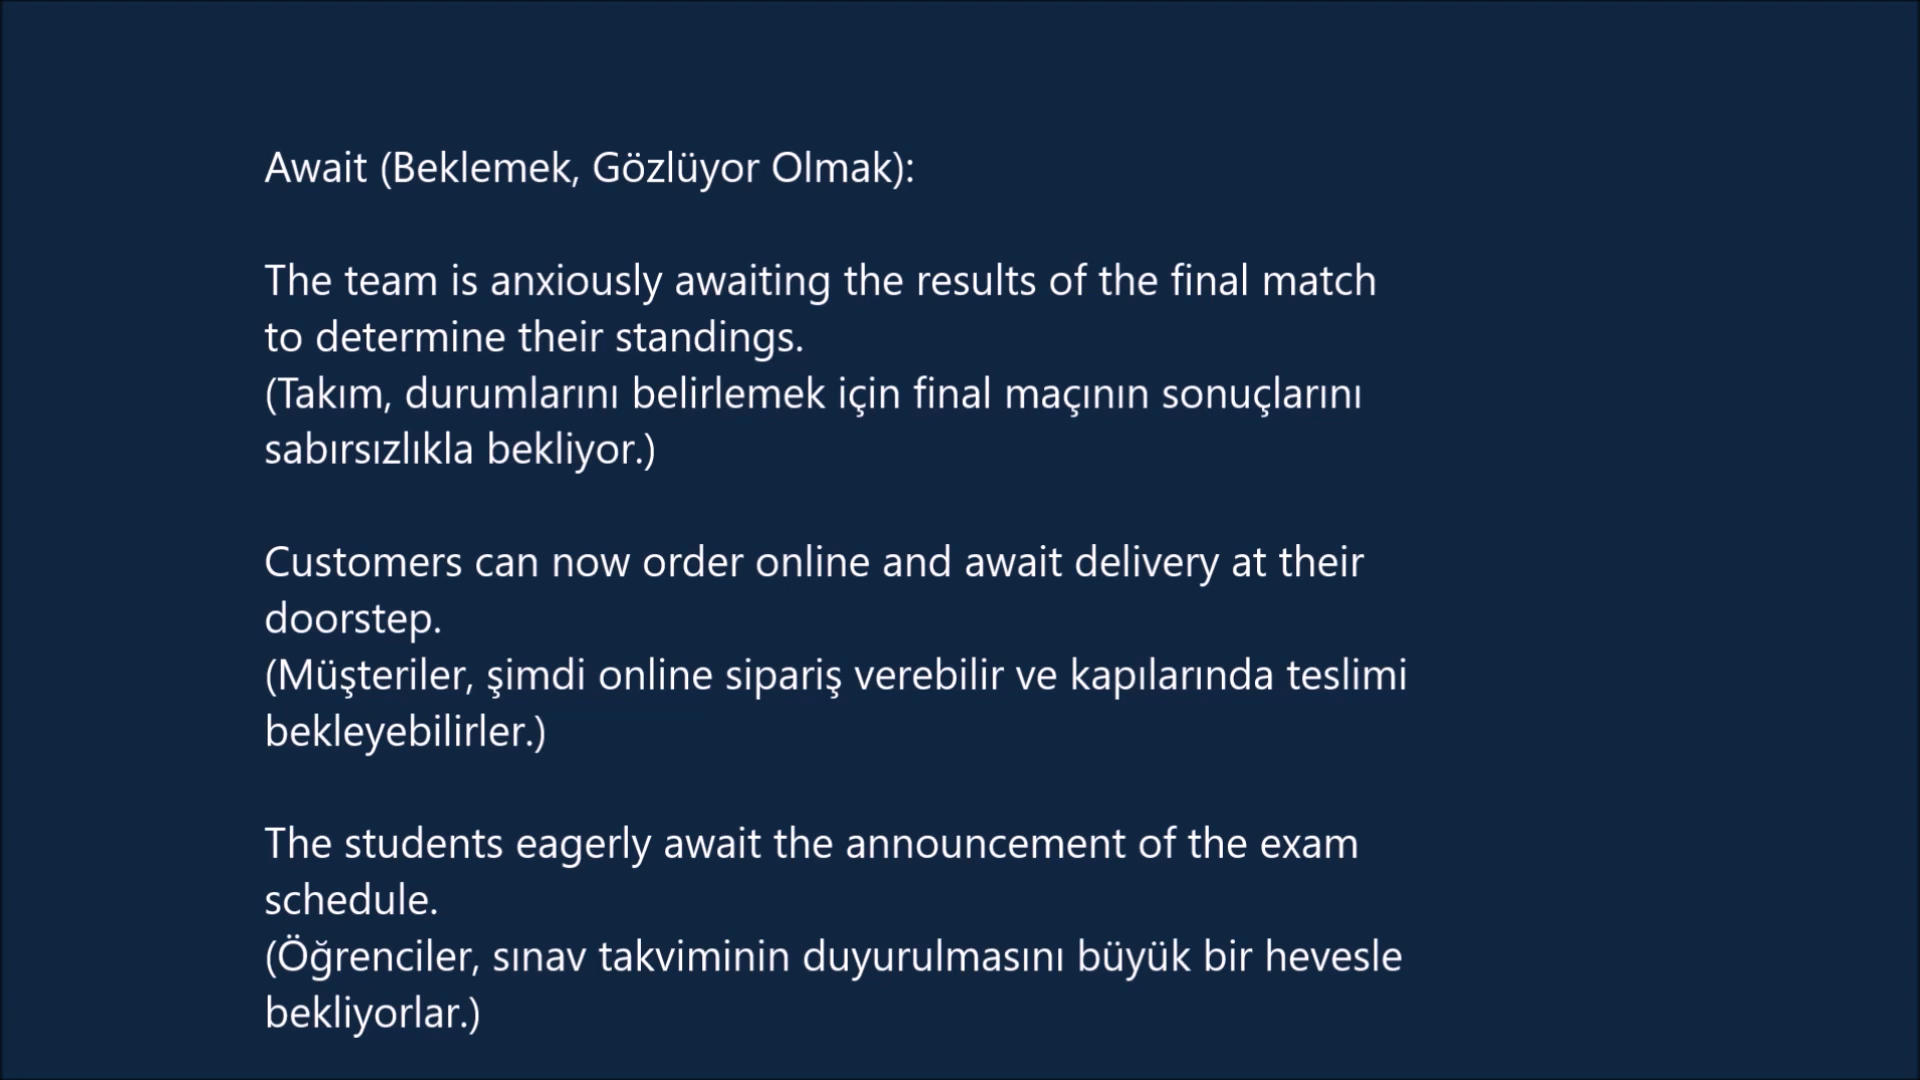 Await (Beklemek, Gözlüyor Olmak):
The team is anxiously awaiting the results of the final match
to determine their standings.
(Takım, durumlarını belirlemek için final maçının sonuçlarını
sabırsızlıkla bekliyor.)
Customers can now order online and await delivery at their
doorstep.
(Müşteriler, şimdi online sipariş verebilir ve kapılarında teslimi
bekleyebilirler.)
The students eagerly await the announcement of the exam
schedule.
(Öğrenciler, sınav takviminin duyurulmasını büyük bir hevesle
bekliyorlar.)